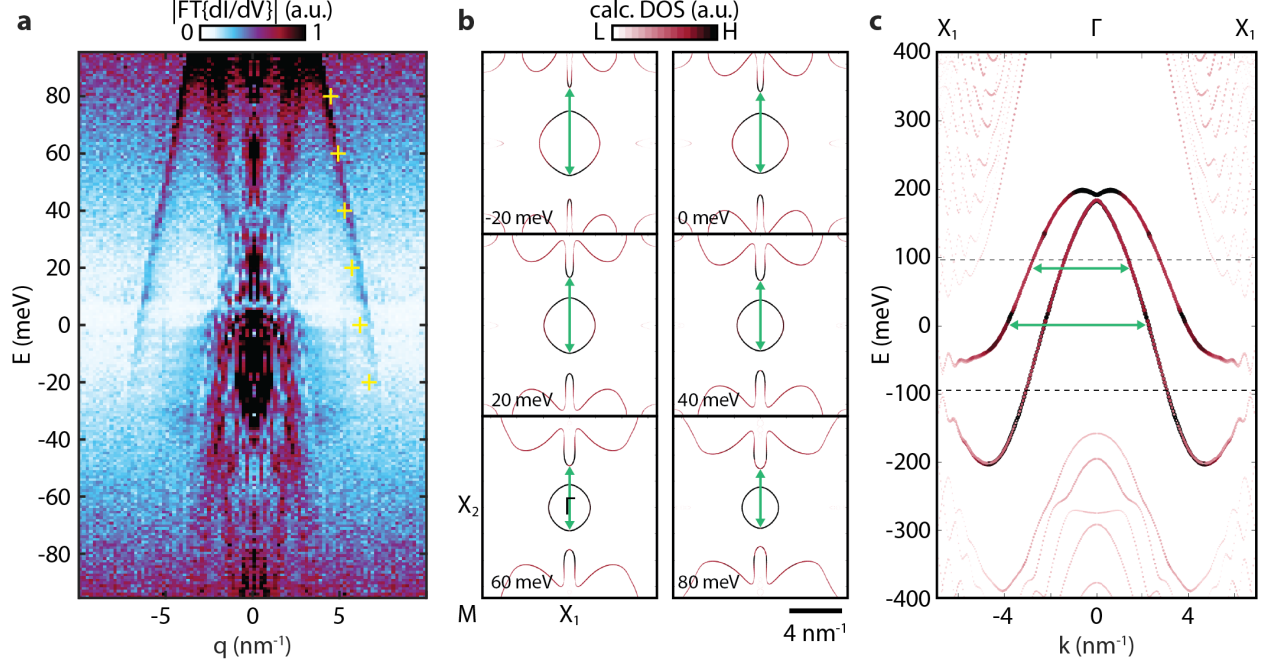 a
|FT{dI/dV}| (a.u.)
0 1
80
60
40
20
0
-20
-40
-60
-80
E (meV)
-5 0 5
q (nm⁻¹)
b
calc. DOS (a.u.)
L H
-20 meV
0 meV
20 meV
40 meV
X₂
Γ
60 meV
80 meV
M X₁
4 nm⁻¹
c
X₁ Γ X₁
400
300
200
100
0
-100
-200
-300
-400
E (meV)
-4 0 4
k (nm⁻¹)